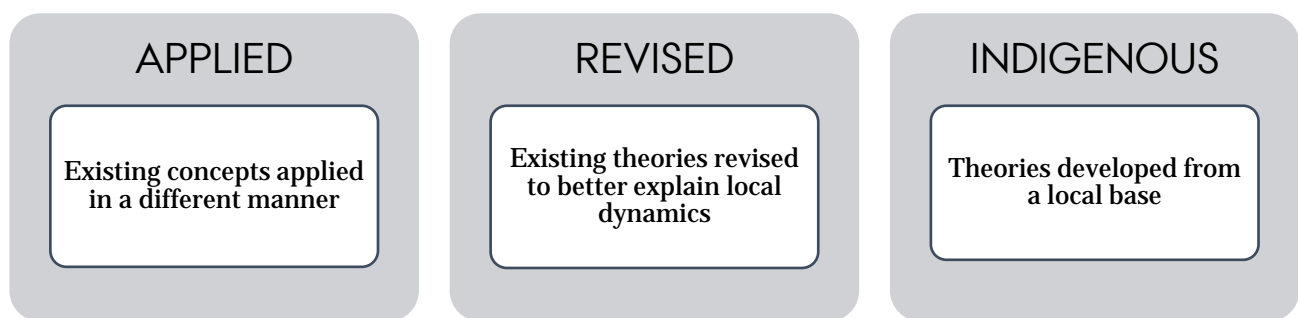 APPLIED
Existing concepts applied
in a different manner
REVISED
Existing theories revised
to better explain local
dynamics
INDIGENOUS
Theories developed from
a local base